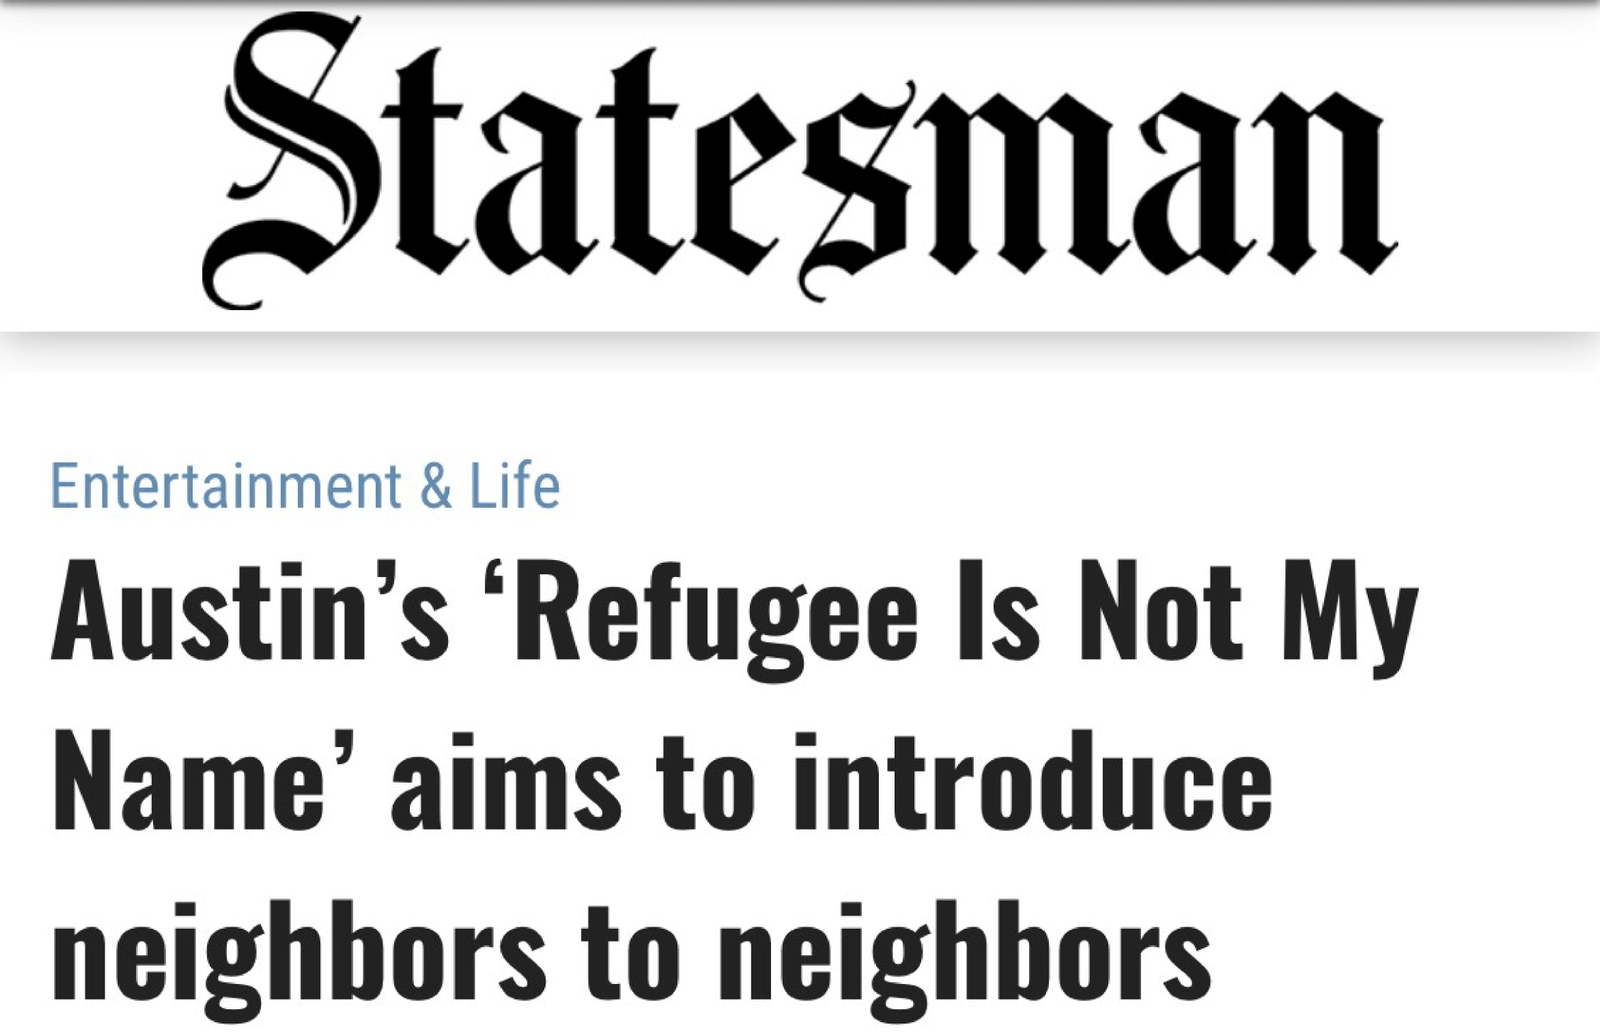 Statesman
Entertainment & Life
Austin’s ‘Refugee Is Not My
Name’ aims to introduce
neighbors to neighbors